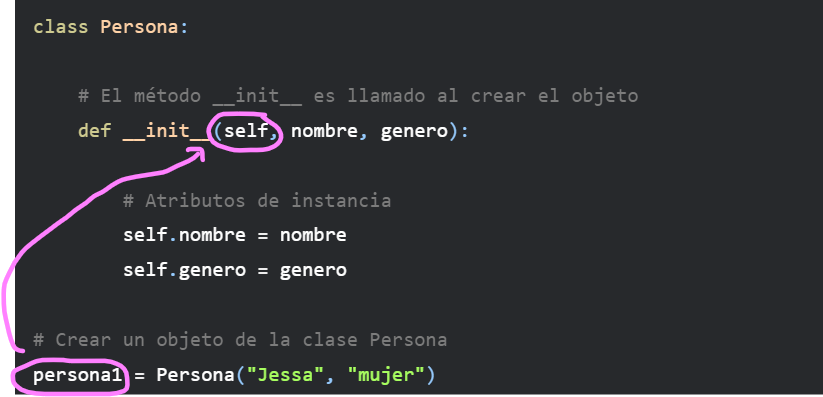 class Persona:
# El método __init__ es llamado al crear el objeto
def __init__(self, nombre, genero):
# Atributos de instancia
self.nombre = nombre
self.genero = genero
# Crear un objeto de la clase Persona
persona1 = Persona("Jessa", "mujer")